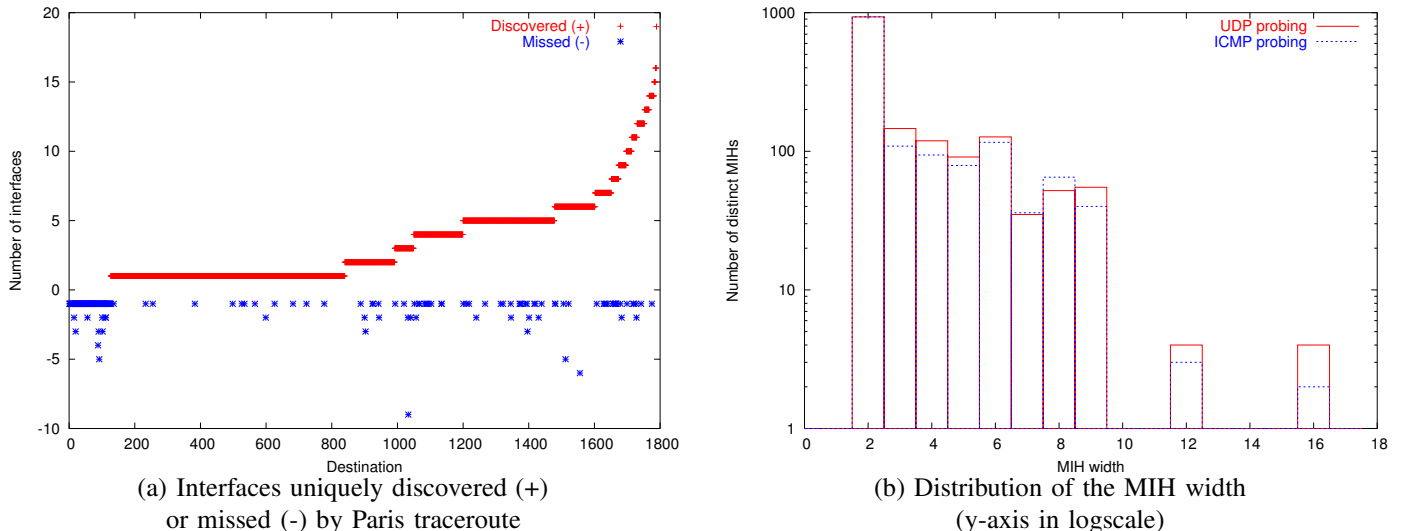 20
15
10
5
0
-5
-10
0
200
400
600
800
1000
1200
1400
1600
1800
Number of interfaces
Destination
Discovered (+)
Missed (-)
(a) Interfaces uniquely discovered (+)
or missed (-) by Paris traceroute
1000
100
10
1
0
2
4
6
8
10
12
14
16
18
Number of distinct MIHs
MIH width
UDP probing
ICMP probing
(b) Distribution of the MIH width
(y-axis in logscale)